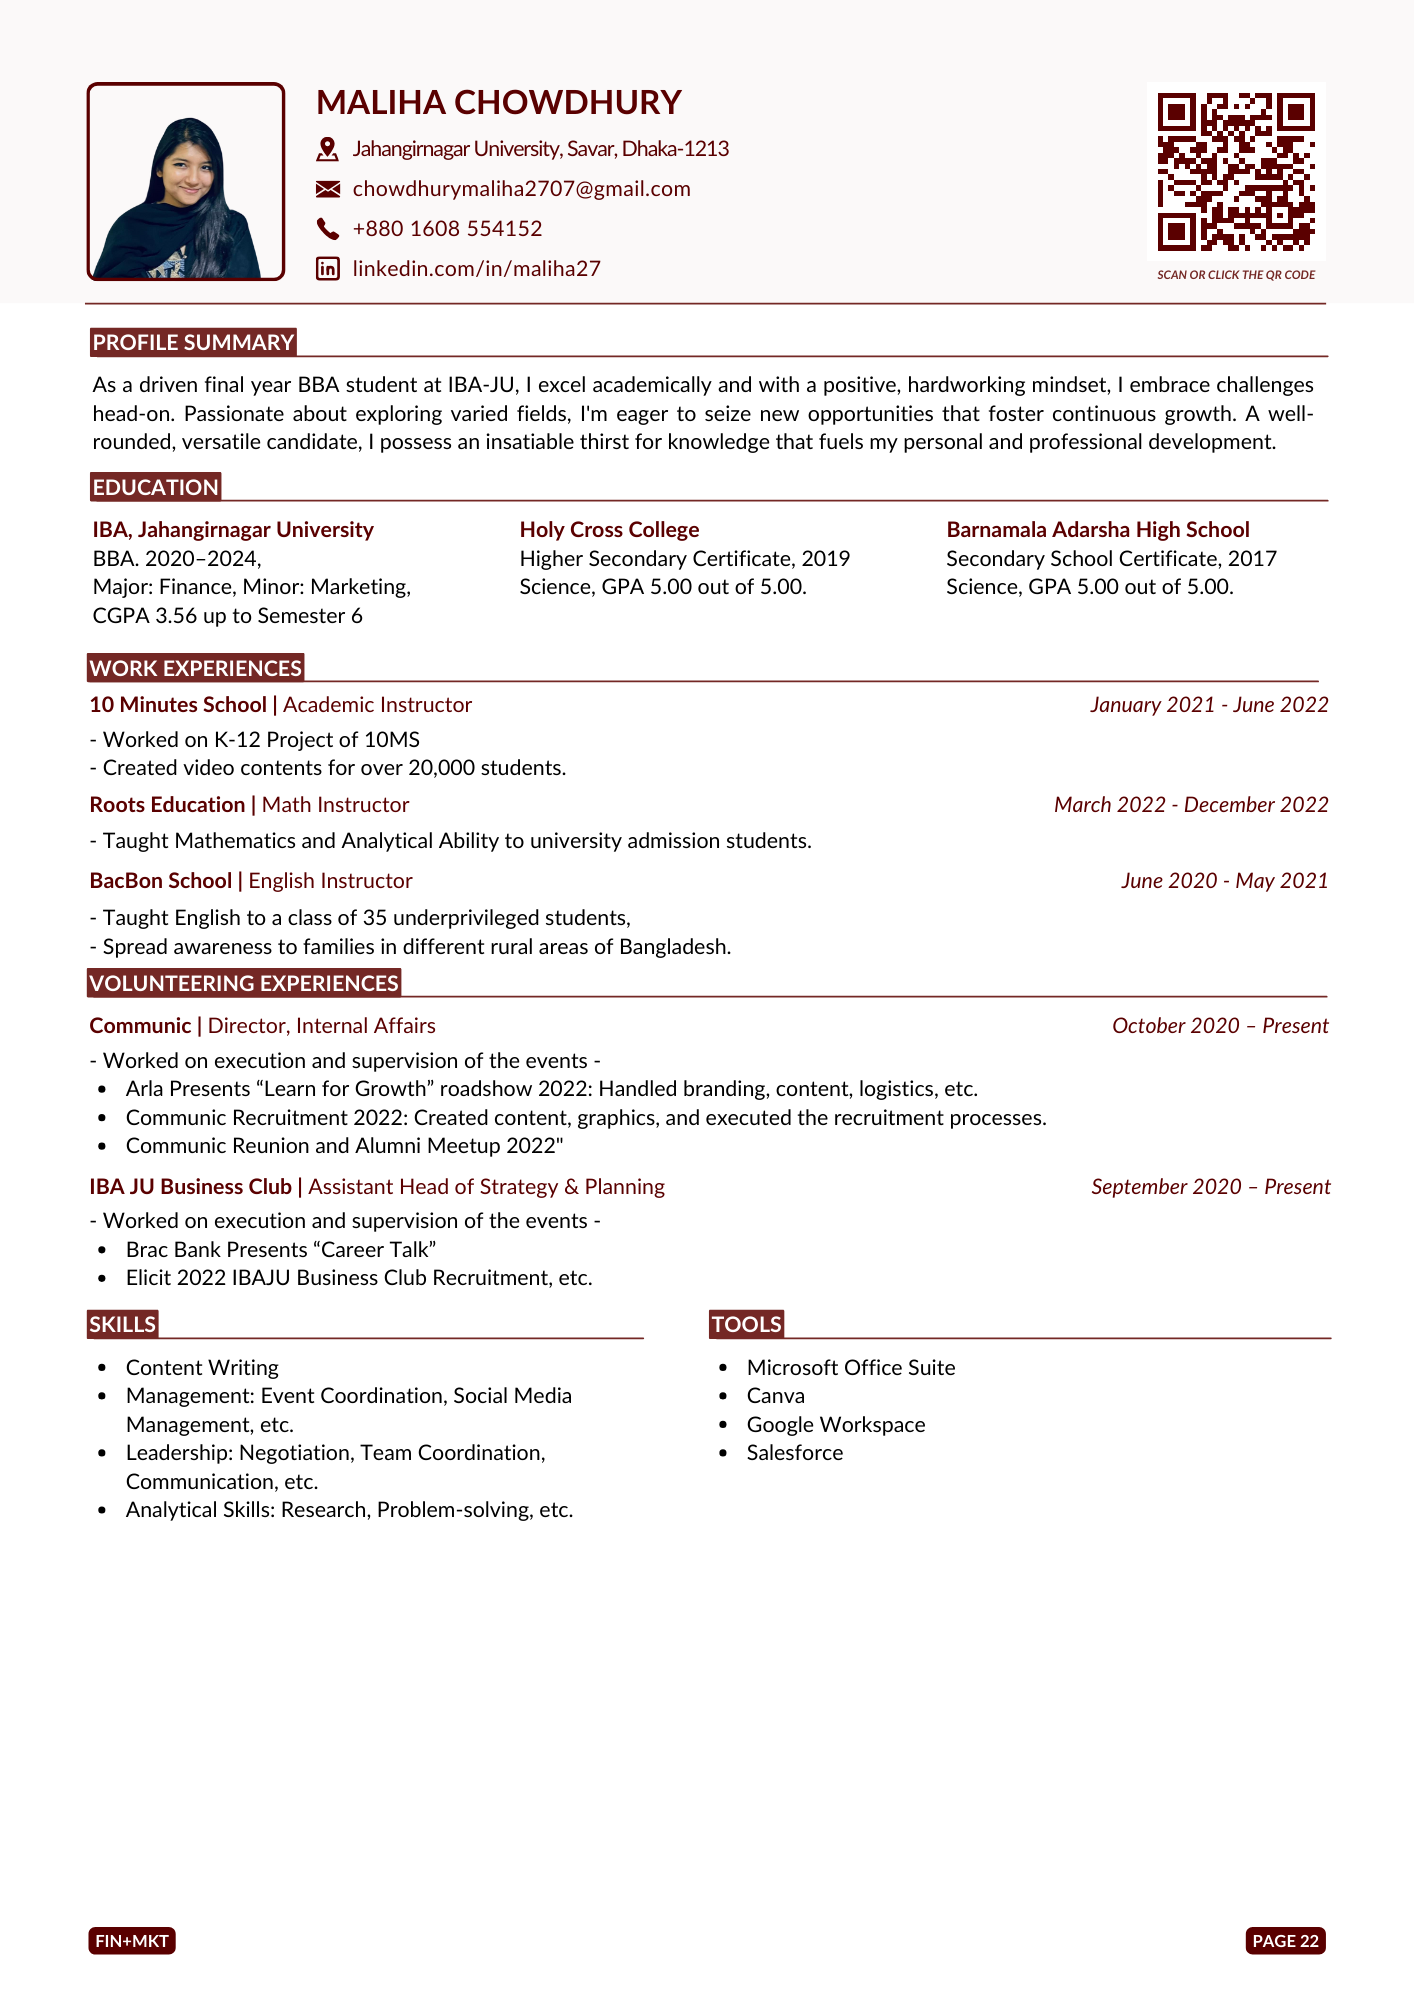 MALIHA CHOWDHURY
Jahangirnagar University, Savar, Dhaka-1213
chowdhurymaliha2707@gmail.com
+880 1608 554152
linkedin.com/in/maliha27
SCAN OR CLICK THE QR CODE
PROFILE SUMMARY
As a driven final year BBA student at IBA-JU, I excel academically and with a positive, hardworking mindset, I embrace challenges
head-on. Passionate about exploring varied fields, I'm eager to seize new opportunities that foster continuous growth. A well-
rounded, versatile candidate, I possess an insatiable thirst for knowledge that fuels my personal and professional development.
EDUCATION
IBA, Jahangirnagar University
BBA. 2020–2024,
Major: Finance, Minor: Marketing,
CGPA 3.56 up to Semester 6
Holy Cross College
Higher Secondary Certificate, 2019
Science, GPA 5.00 out of 5.00.
Barnamala Adarsha High School
Secondary School Certificate, 2017
Science, GPA 5.00 out of 5.00.
WORK EXPERIENCES
10 Minutes School | Academic Instructor January 2021 - June 2022
- Worked on K-12 Project of 10MS
- Created video contents for over 20,000 students.
Roots Education | Math Instructor March 2022 - December 2022
- Taught Mathematics and Analytical Ability to university admission students.
BacBon School | English Instructor June 2020 - May 2021
- Taught English to a class of 35 underprivileged students,
- Spread awareness to families in different rural areas of Bangladesh.
VOLUNTEERING EXPERIENCES
Communic | Director, Internal Affairs October 2020 – Present
- Worked on execution and supervision of the events -
• Arla Presents “Learn for Growth” roadshow 2022: Handled branding, content, logistics, etc.
• Communic Recruitment 2022: Created content, graphics, and executed the recruitment processes.
• Communic Reunion and Alumni Meetup 2022"
IBA JU Business Club | Assistant Head of Strategy & Planning September 2020 – Present
- Worked on execution and supervision of the events -
• Brac Bank Presents “Career Talk”
• Elicit 2022 IBAJU Business Club Recruitment, etc.
SKILLS
• Content Writing
• Management: Event Coordination, Social Media
Management, etc.
• Leadership: Negotiation, Team Coordination,
Communication, etc.
• Analytical Skills: Research, Problem-solving, etc.
TOOLS
• Microsoft Office Suite
• Canva
• Google Workspace
• Salesforce
FIN+MKT
PAGE 22